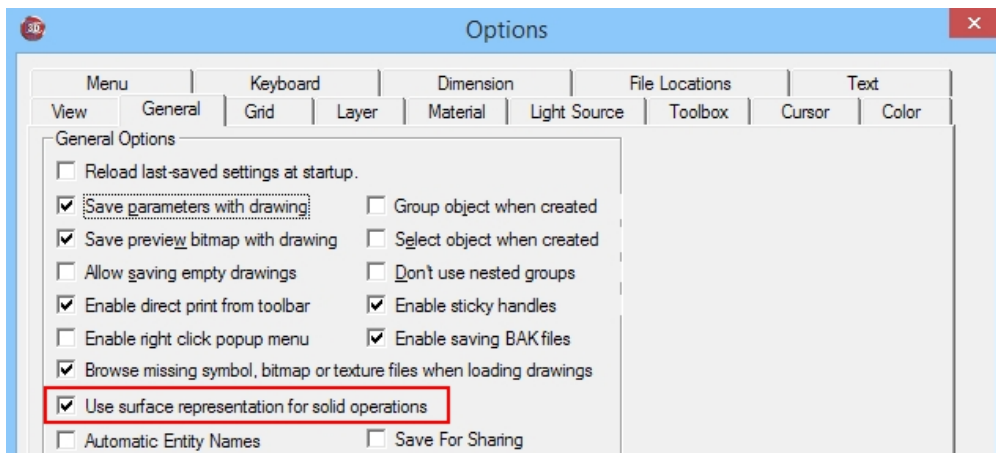 3D
Options
Menu Keyboard Dimension File Locations Text
View General Grid Layer Material Light Source Toolbox Cursor Color
General Options
Reload last-saved settings at startup.
Save parameters with drawing Group object when created
Save preview bitmap with drawing Select object when created
Allow saving empty drawings Don't use nested groups
Enable direct print from toolbar Enable sticky handles
Enable right click popup menu Enable saving BAK files
Browse missing symbol, bitmap or texture files when loading drawings
Use surface representation for solid operations
Automatic Entity Names Save For Sharing